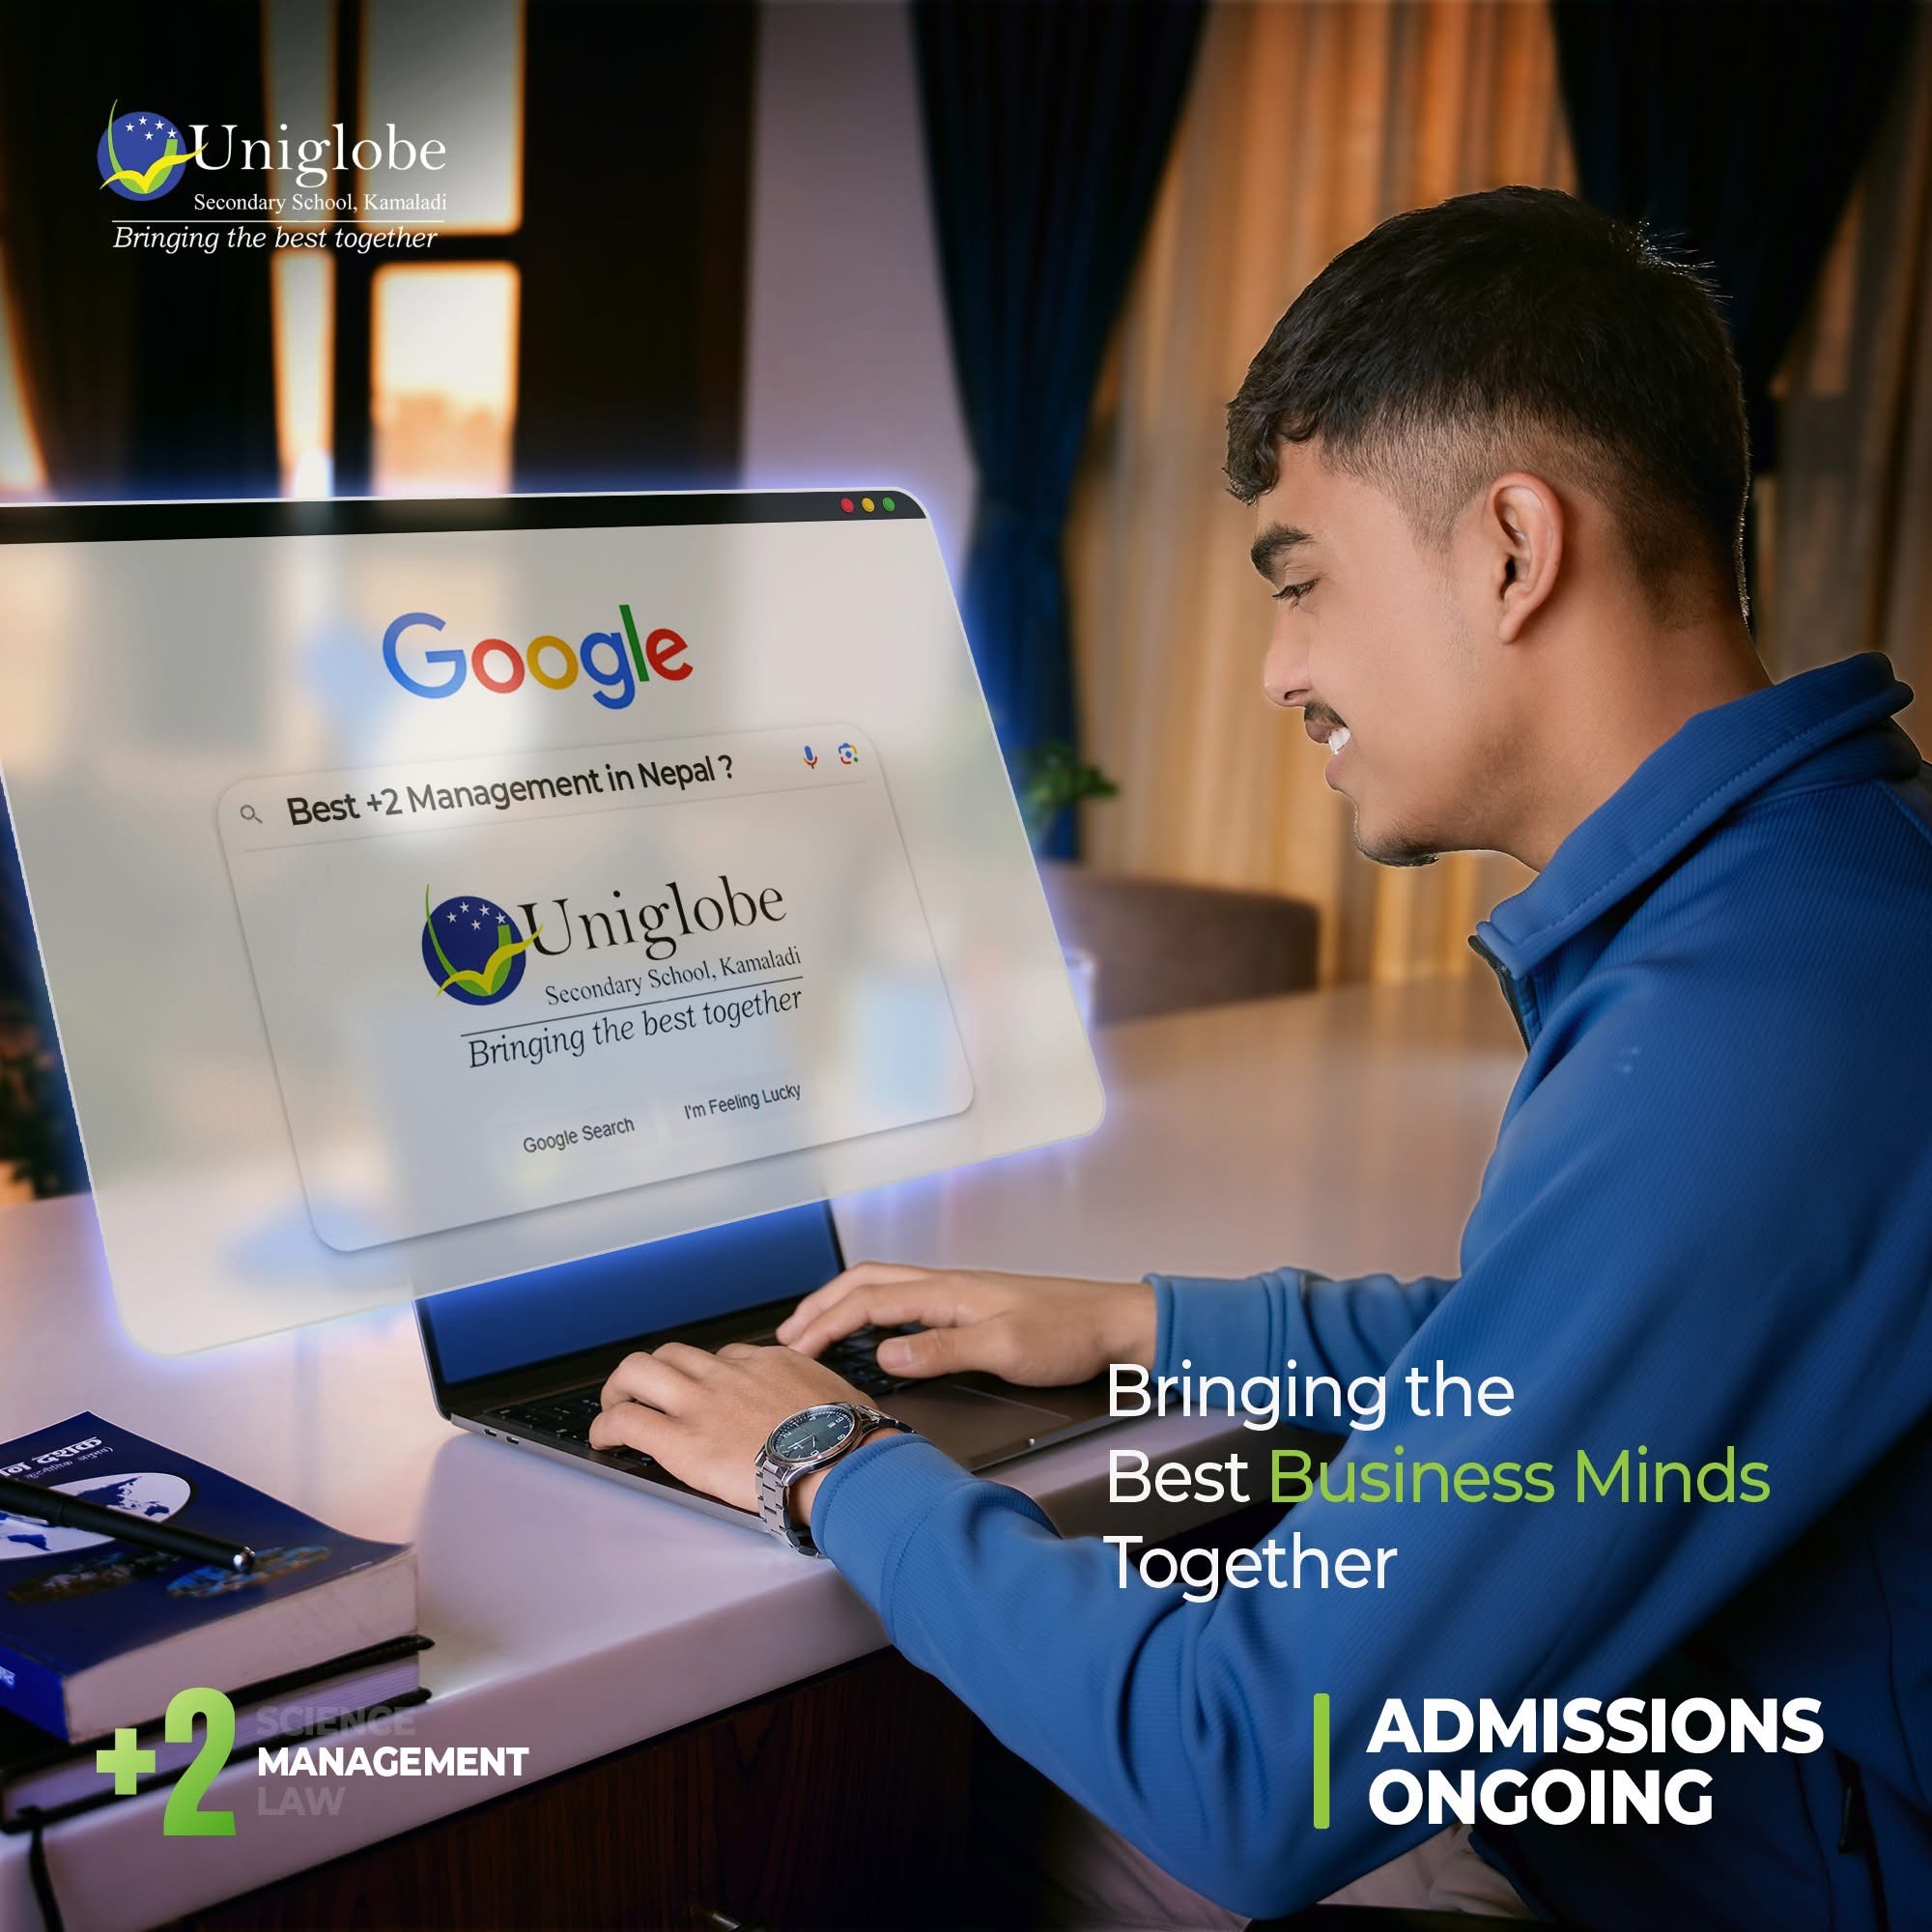 Uniglobe
Secondary School, Kamaladi
Bringing the best together
Google
Best +2 Management in Nepal ?
Uniglobe
Secondary School, Kamaladi
Bringing the best together
Google Search
I'm Feeling Lucky
Bringing the
Best Business Minds
Together
+2
SCIENCE
MANAGEMENT
LAW
ADMISSIONS
ONGOING